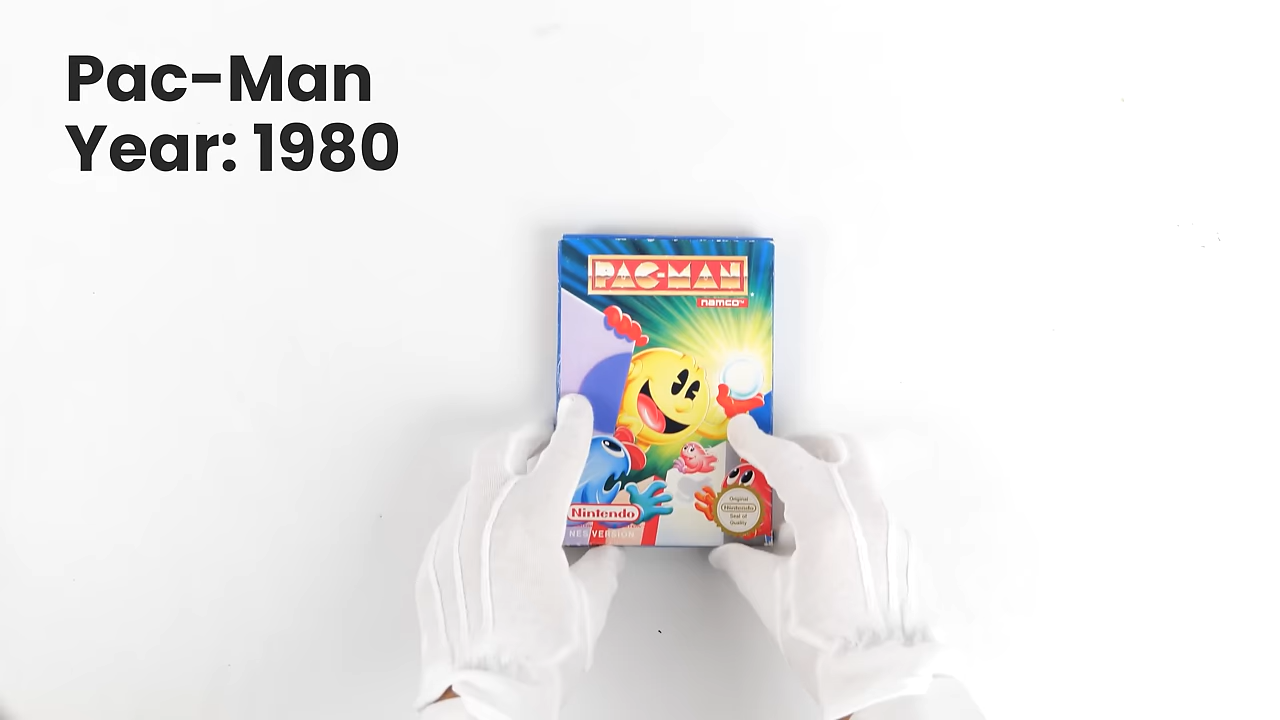 Pac-Man
Year: 1980
PAC-MAN
namco
Nintendo
NES VERSION
Original
Nintendo
Seal of
Quality